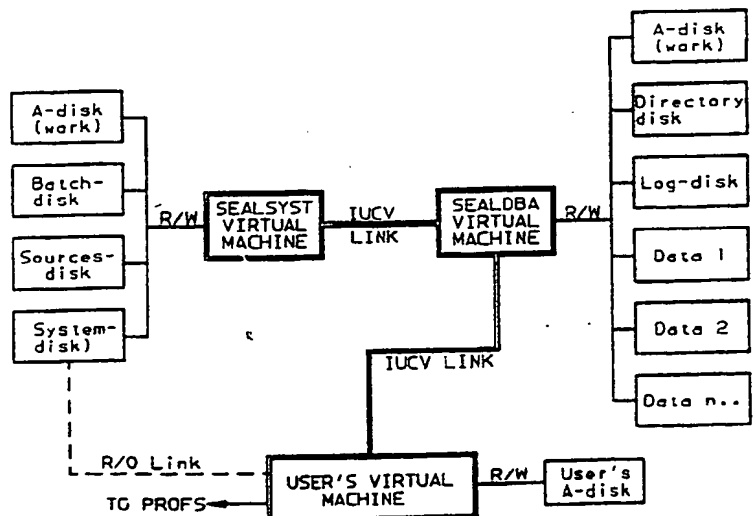 A-disk
(work)
Batch-
disk
Sources-
disk
System-
disk)
R/W
SEALSYST
VIRTUAL
MACHINE
IUCV
LINK
SEALDBA
VIRTUAL
MACHINE
R/W
A-disk
(work)
Directory
disk
Log-disk
Data 1
Data 2
Data n..
IUCV LINK
R/O Link
TO PROFS
USER'S VIRTUAL
MACHINE
R/W
User's
A-disk